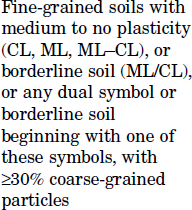 Fine-grained soils with
medium to no plasticity
(CL, ML, ML–CL), or
borderline soil (ML/CL),
or any dual symbol or
borderline soil
beginning with one of
these symbols, with
≥30% coarse-grained
particles